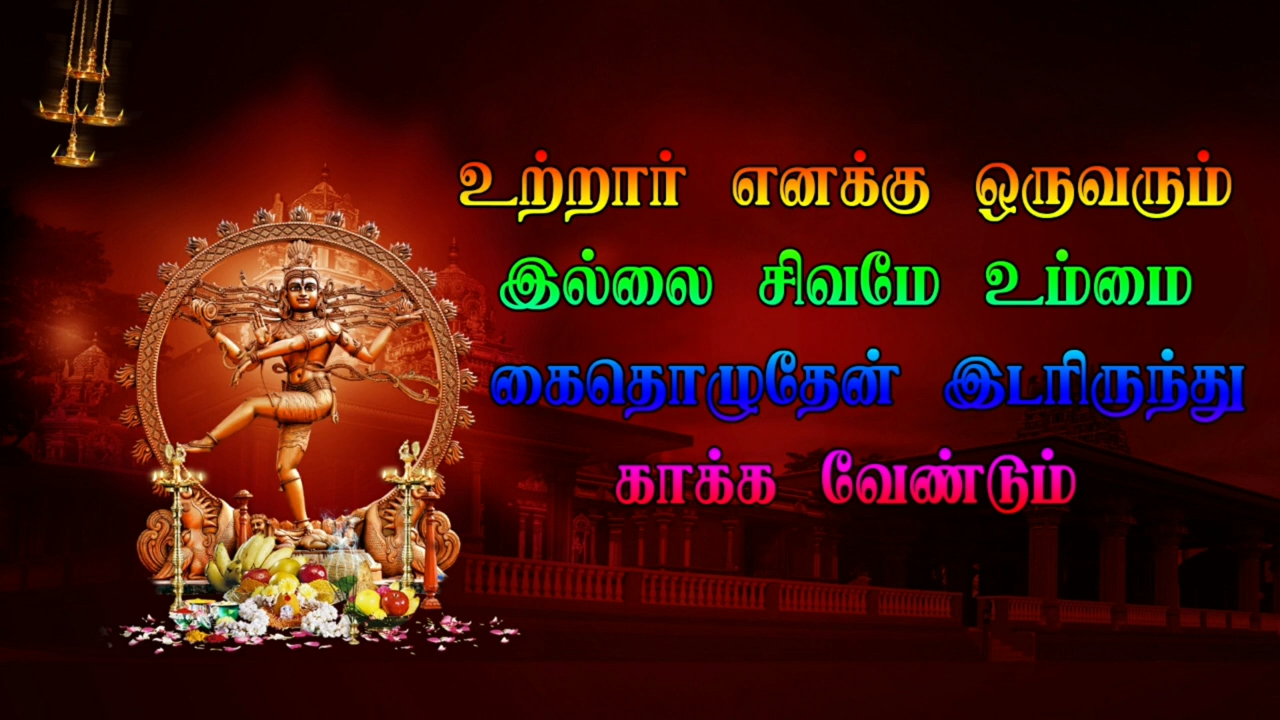 உற்றார் எனக்கு ஒருவரும்
இல்லை சிவமே உம்மை
கைதொழுதேன் இடரிருந்து
காக்க வேண்டும்